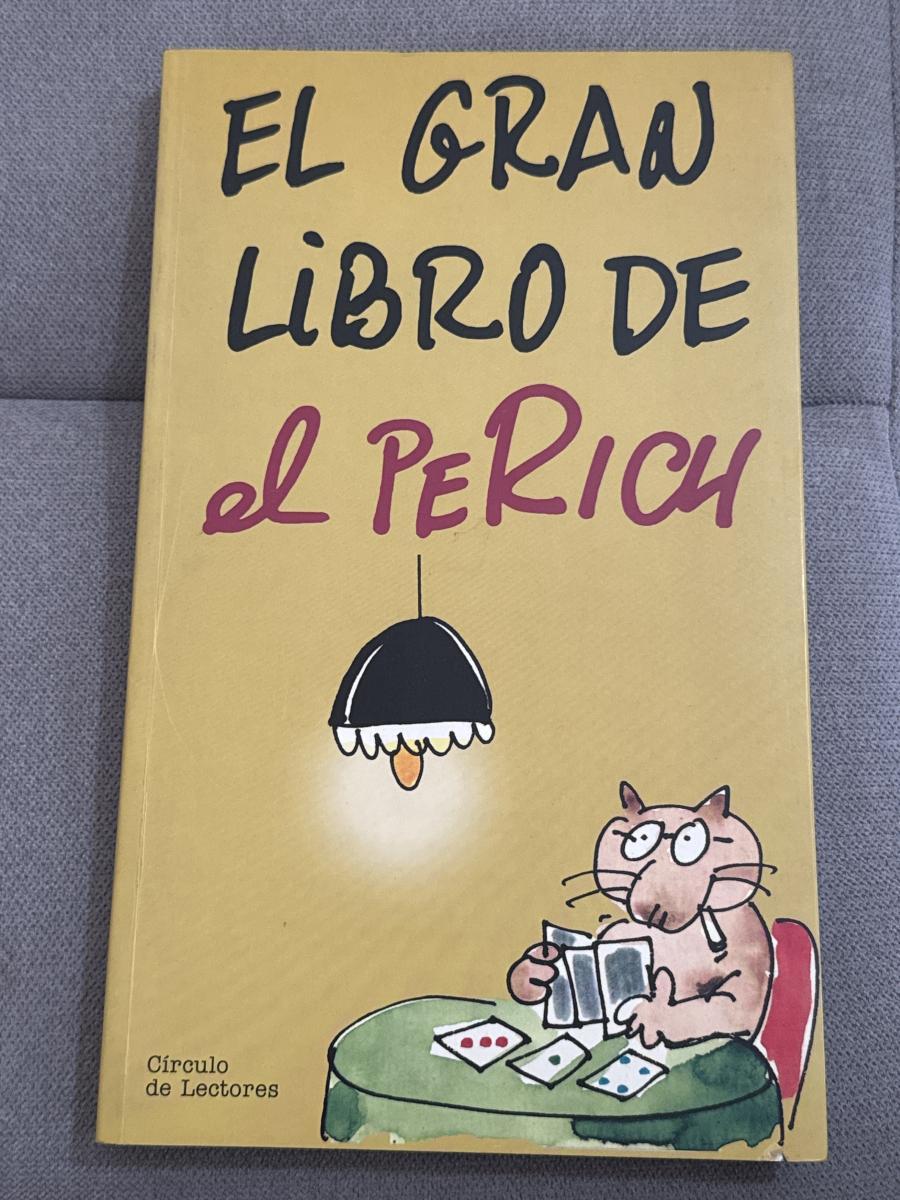 EL GRAN
LiBRO DE
el PERICH
Círculo
de Lectores